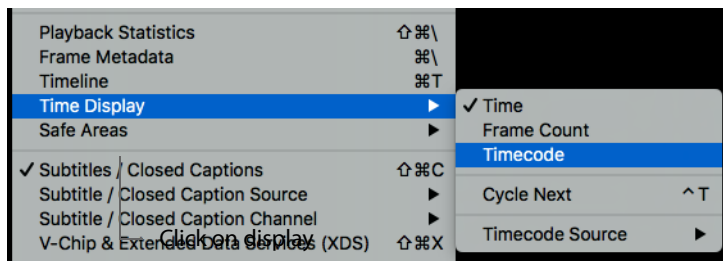 Playback Statistics ⇧⌘\
Frame Metadata ⌘\
Timeline ⌘T
Time Display ▶
Safe Areas ▶
✓ Subtitles / Closed Captions ⇧⌘C
Subtitle / Closed Caption Source ▶
Subtitle / Closed Caption Channel ▶
V-Chip & Extended Data Services (XDS) ⇧⌘X
Click on display
✓ Time
Frame Count
Timecode
Cycle Next ^T
Timecode Source ▶